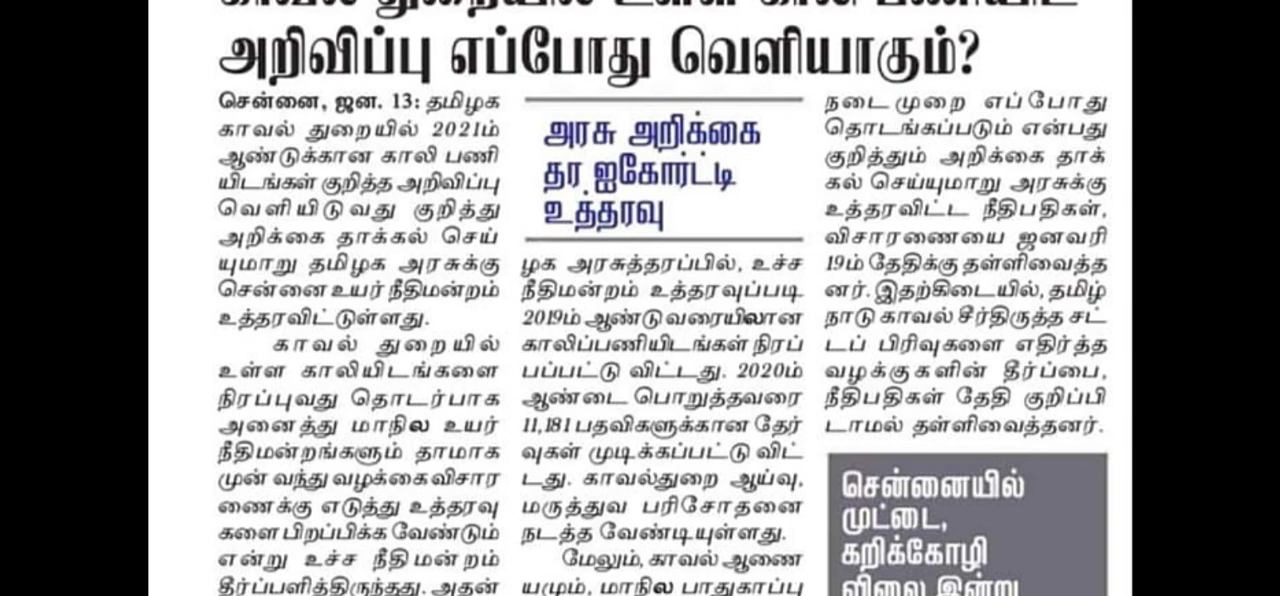 காவல் துறையில் உள்ள காலி பணியிட
அறிவிப்பு எப்போது வெளியாகும்?
சென்னை, ஜன. 13: தமிழக
காவல் துறையில் 2021ம்
ஆண்டுக்கான காலி பணி
யிடங்கள் குறித்த அறிவிப்பு
வெளியிடுவது குறித்து
அறிக்கை தாக்கல் செய்
யுமாறு தமிழக அரசுக்கு
சென்னை உயர் நீதிமன்றம்
உத்தரவிட்டுள்ளது.
காவல் துறையில்
உள்ள காலியிடங்களை
நிரப்புவது தொடர்பாக
அனைத்து மாநில உயர்
நீதிமன்றங்களும் தாமாக
முன் வந்து வழக்கை விசார
ணைக்கு எடுத்து உத்தரவு
களை பிறப்பிக்க வேண்டும்
என்று உச்ச நீதிமன்றம்
தீர்ப்பளித்திருந்தது. அதன்
அரசு அறிக்கை
தர ஐகோர்ட்டி
உத்தரவு
ழக அரசுத்தரப்பில், உச்ச
நீதிமன்றம் உத்தரவுப்படி
2019ம் ஆண்டு வரையிலான
காலிப்பணியிடங்கள் நிரப்
பப்பட்டு விட்டது. 2020ம்
ஆண்டை பொறுத்தவரை
11,181 பதவிகளுக்கான தேர்
வுகள் முடிக்கப்பட்டு விட்
டது. காவல்துறை ஆய்வு,
மருத்துவ பரிசோதனை
நடத்த வேண்டியுள்ளது.
மேலும், காவல் ஆணை
யமும், மாநில பாதுகாப்பு
நடைமுறை எப்போது
தொடங்கப்படும் என்பது
குறித்தும் அறிக்கை தாக்
கல் செய்யுமாறு அரசுக்கு
உத்தரவிட்ட நீதிபதிகள்,
விசாரணையை ஜனவரி
19ம் தேதிக்கு தள்ளிவைத்த
னர். இதற்கிடையில், தமிழ்
நாடு காவல் சீர்திருத்த சட்
டப் பிரிவுகளை எதிர்த்த
வழக்குகளின் தீர்ப்பை,
நீதிபதிகள் தேதி குறிப்பி
டாமல் தள்ளிவைத்தனர்.
சென்னையில்
முட்டை,
கறிக்கோழி
விலை இன்று